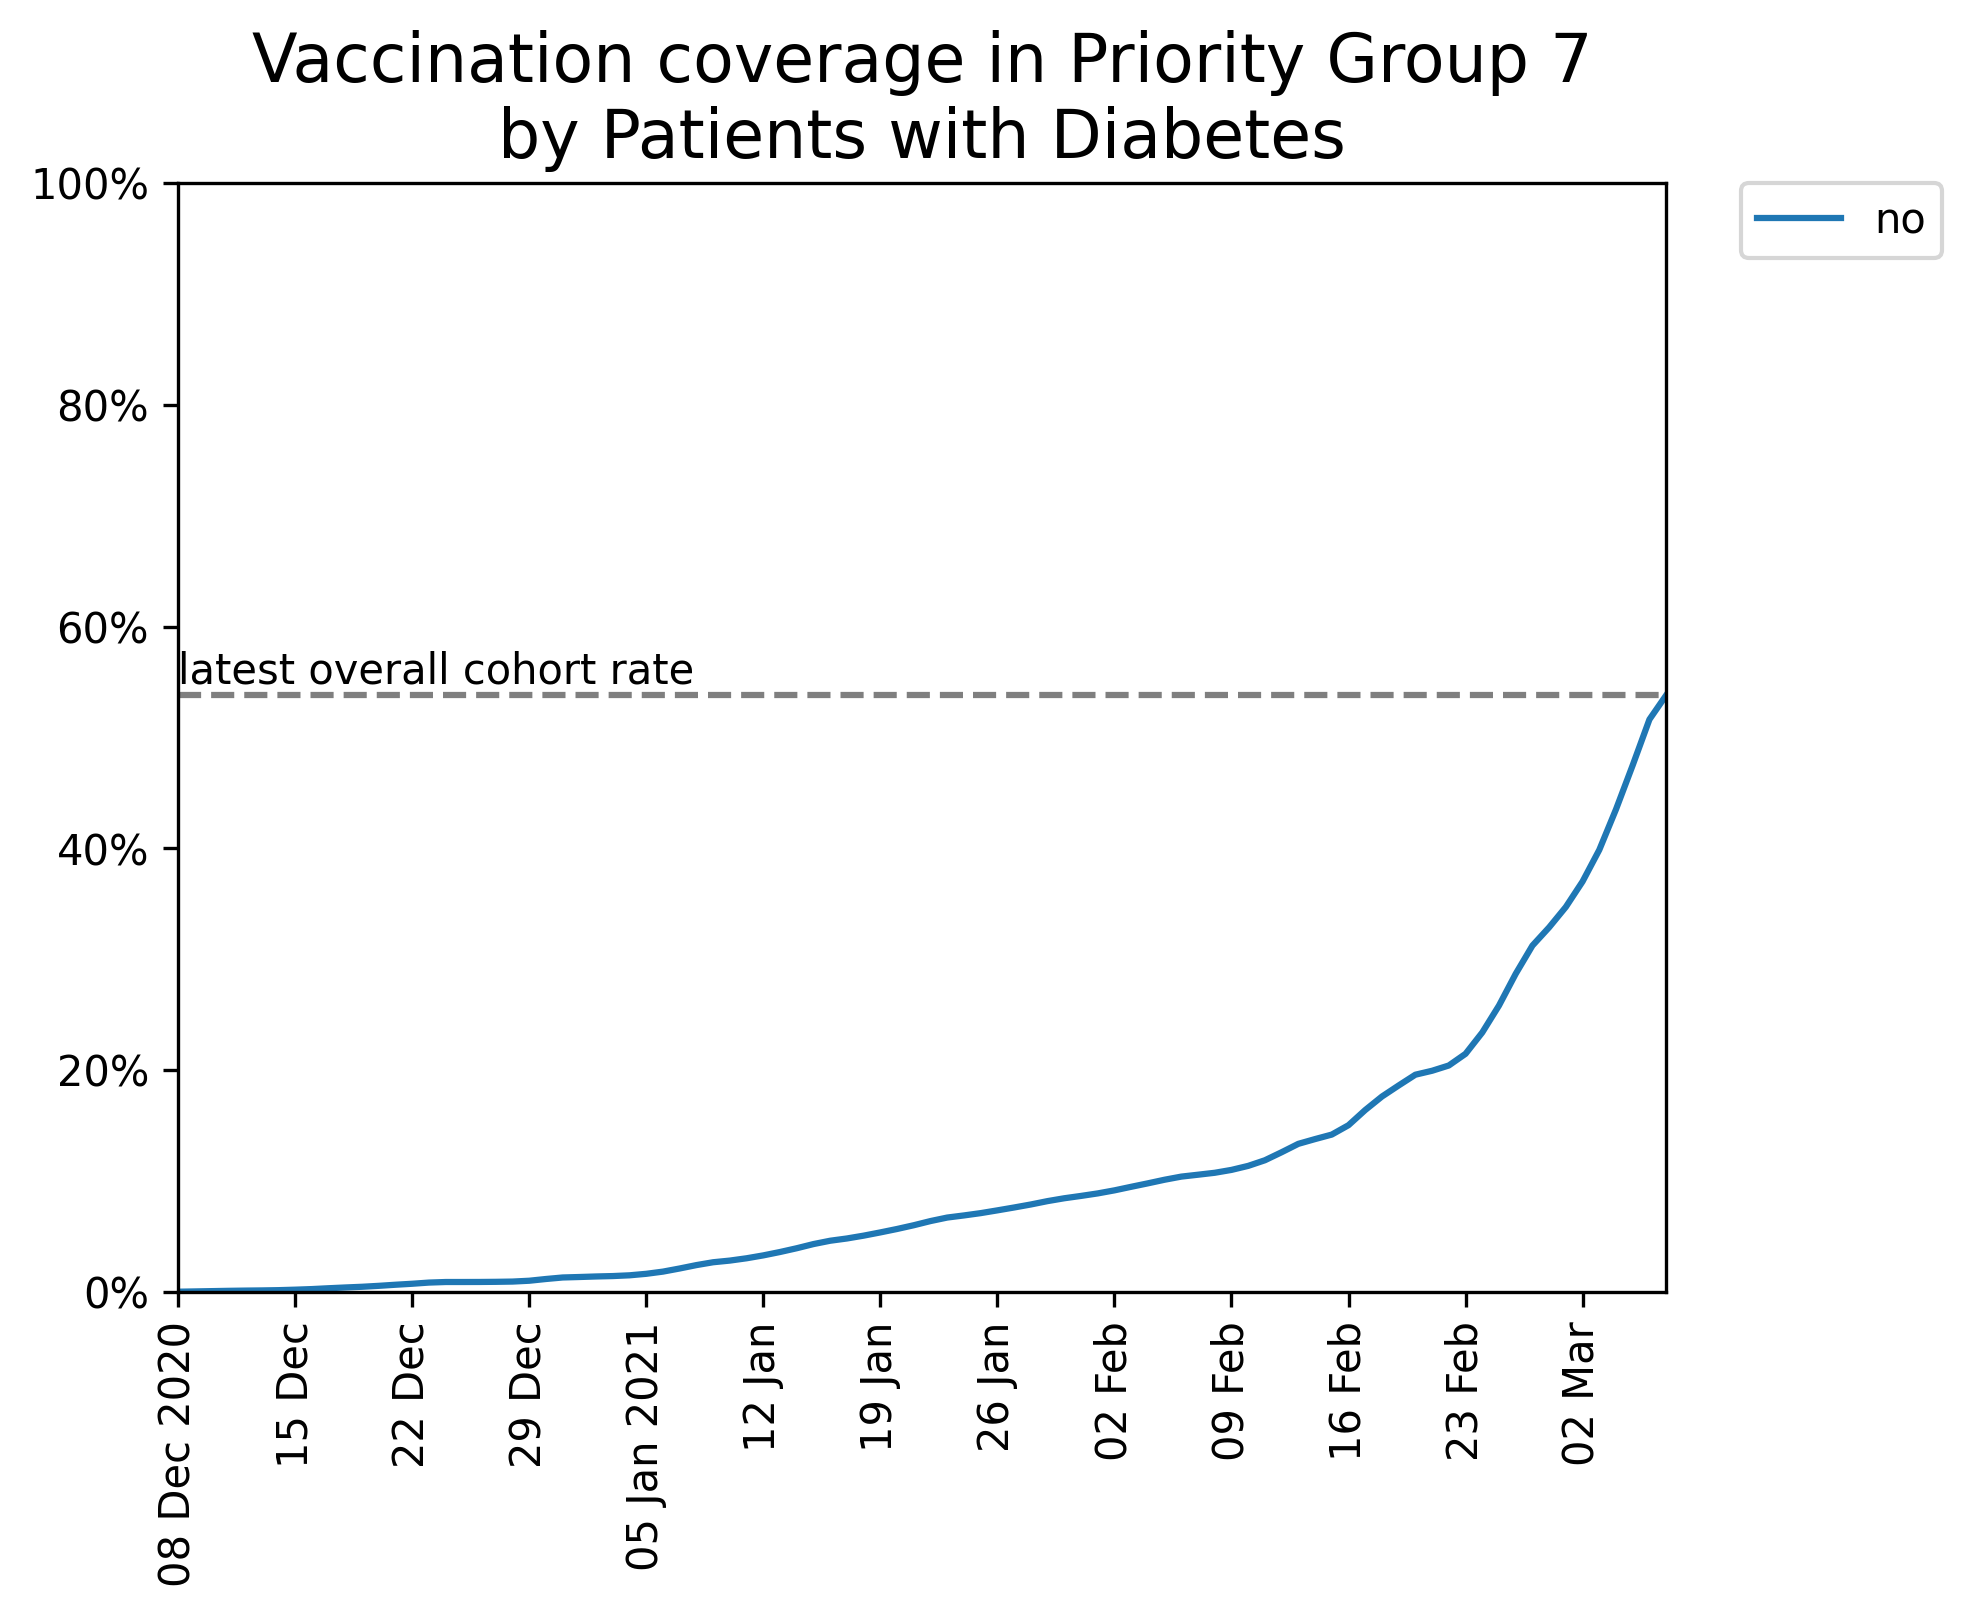 Vaccination coverage in Priority Group 7
by Patients with Diabetes
100%
80%
60%
40%
20%
0%
latest overall cohort rate
no
08 Dec 2020
15 Dec
22 Dec
29 Dec
05 Jan 2021
12 Jan
19 Jan
26 Jan
02 Feb
09 Feb
16 Feb
23 Feb
02 Mar